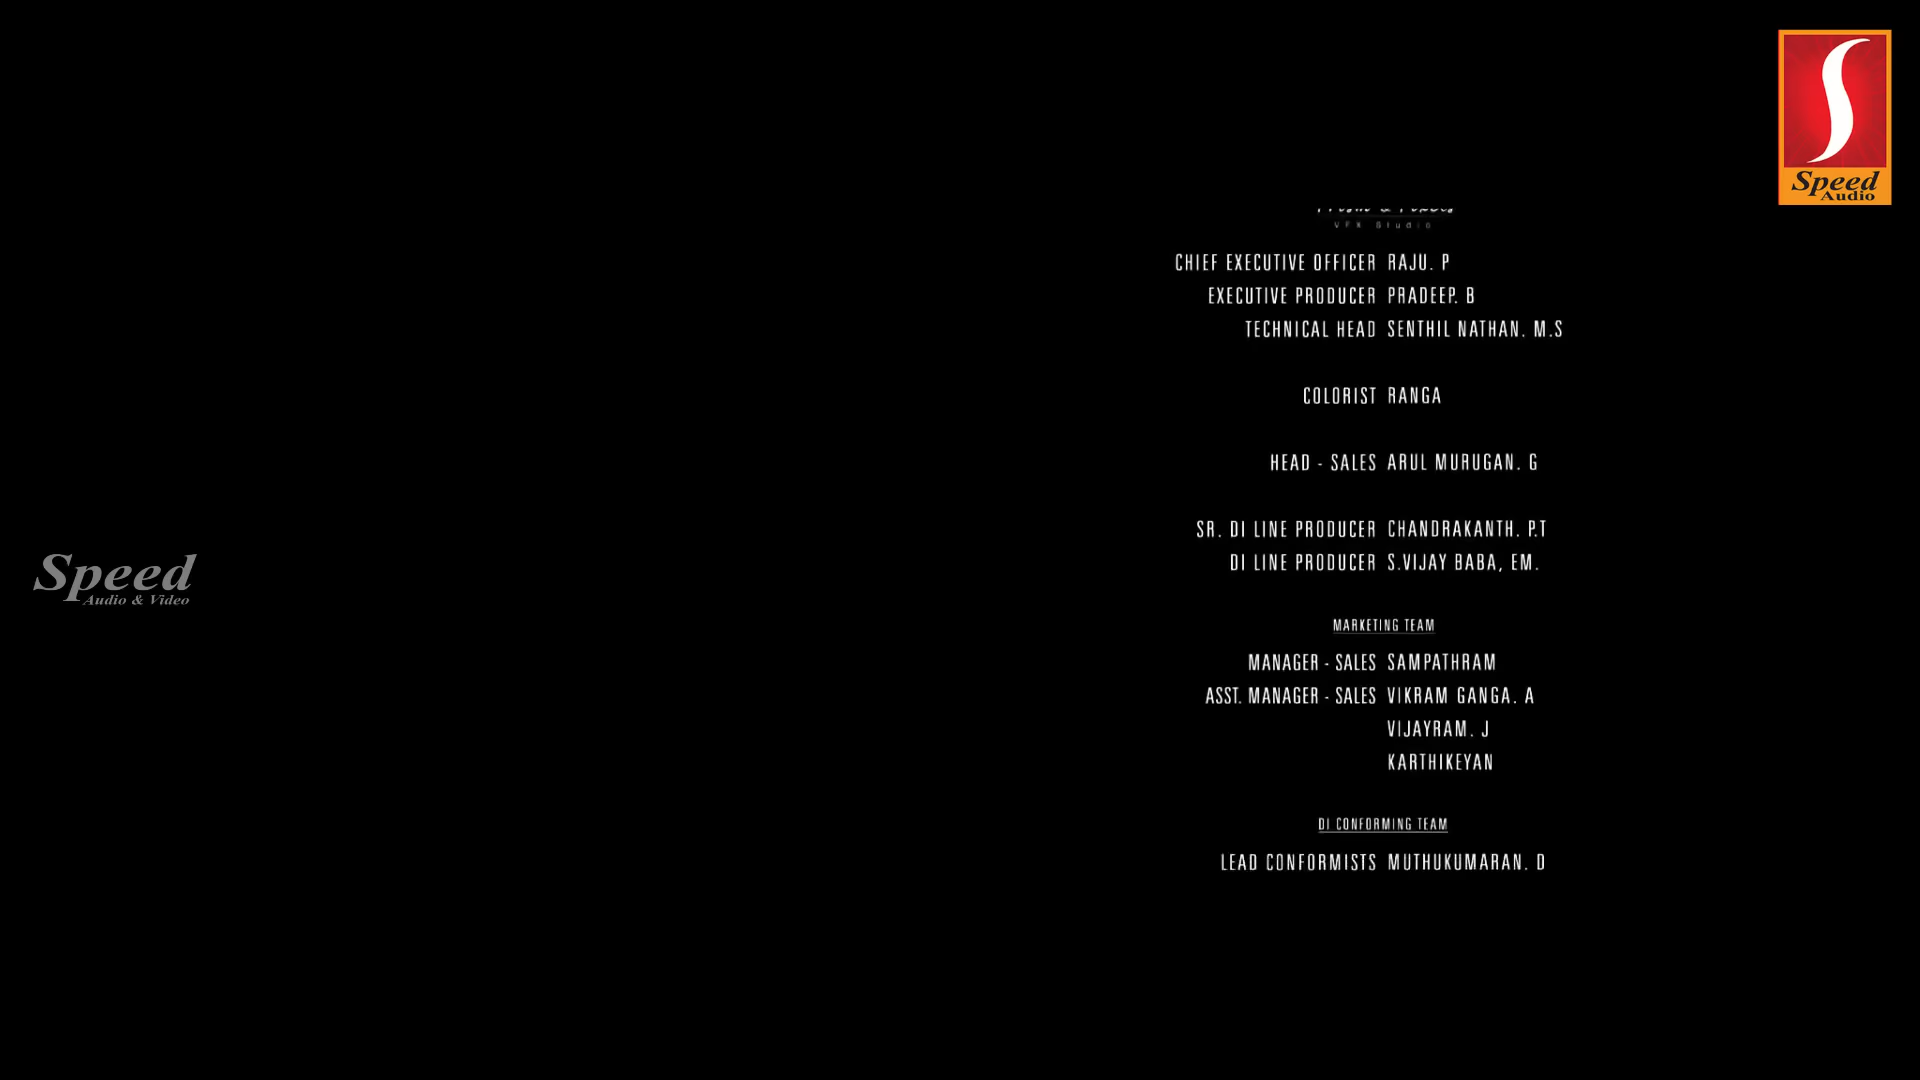 Speed
Audio
Prism & Pixels
VFX Studio
CHIEF EXECUTIVE OFFICER RAJU. P
EXECUTIVE PRODUCER PRADEEP. B
TECHNICAL HEAD SENTHIL NATHAN. M.S
COLORIST RANGA
HEAD - SALES ARUL MURUGAN. G
SR. DI LINE PRODUCER CHANDRAKANTH. P.T
DI LINE PRODUCER S.VIJAY BABA, EM.
Speed
Audio & Video
MARKETING TEAM
MANAGER - SALES SAMPATHRAM
ASST. MANAGER - SALES VIKRAM GANGA. A
VIJAYRAM. J
KARTHIKEYAN
DI CONFORMING TEAM
LEAD CONFORMISTS MUTHUKUMARAN. D